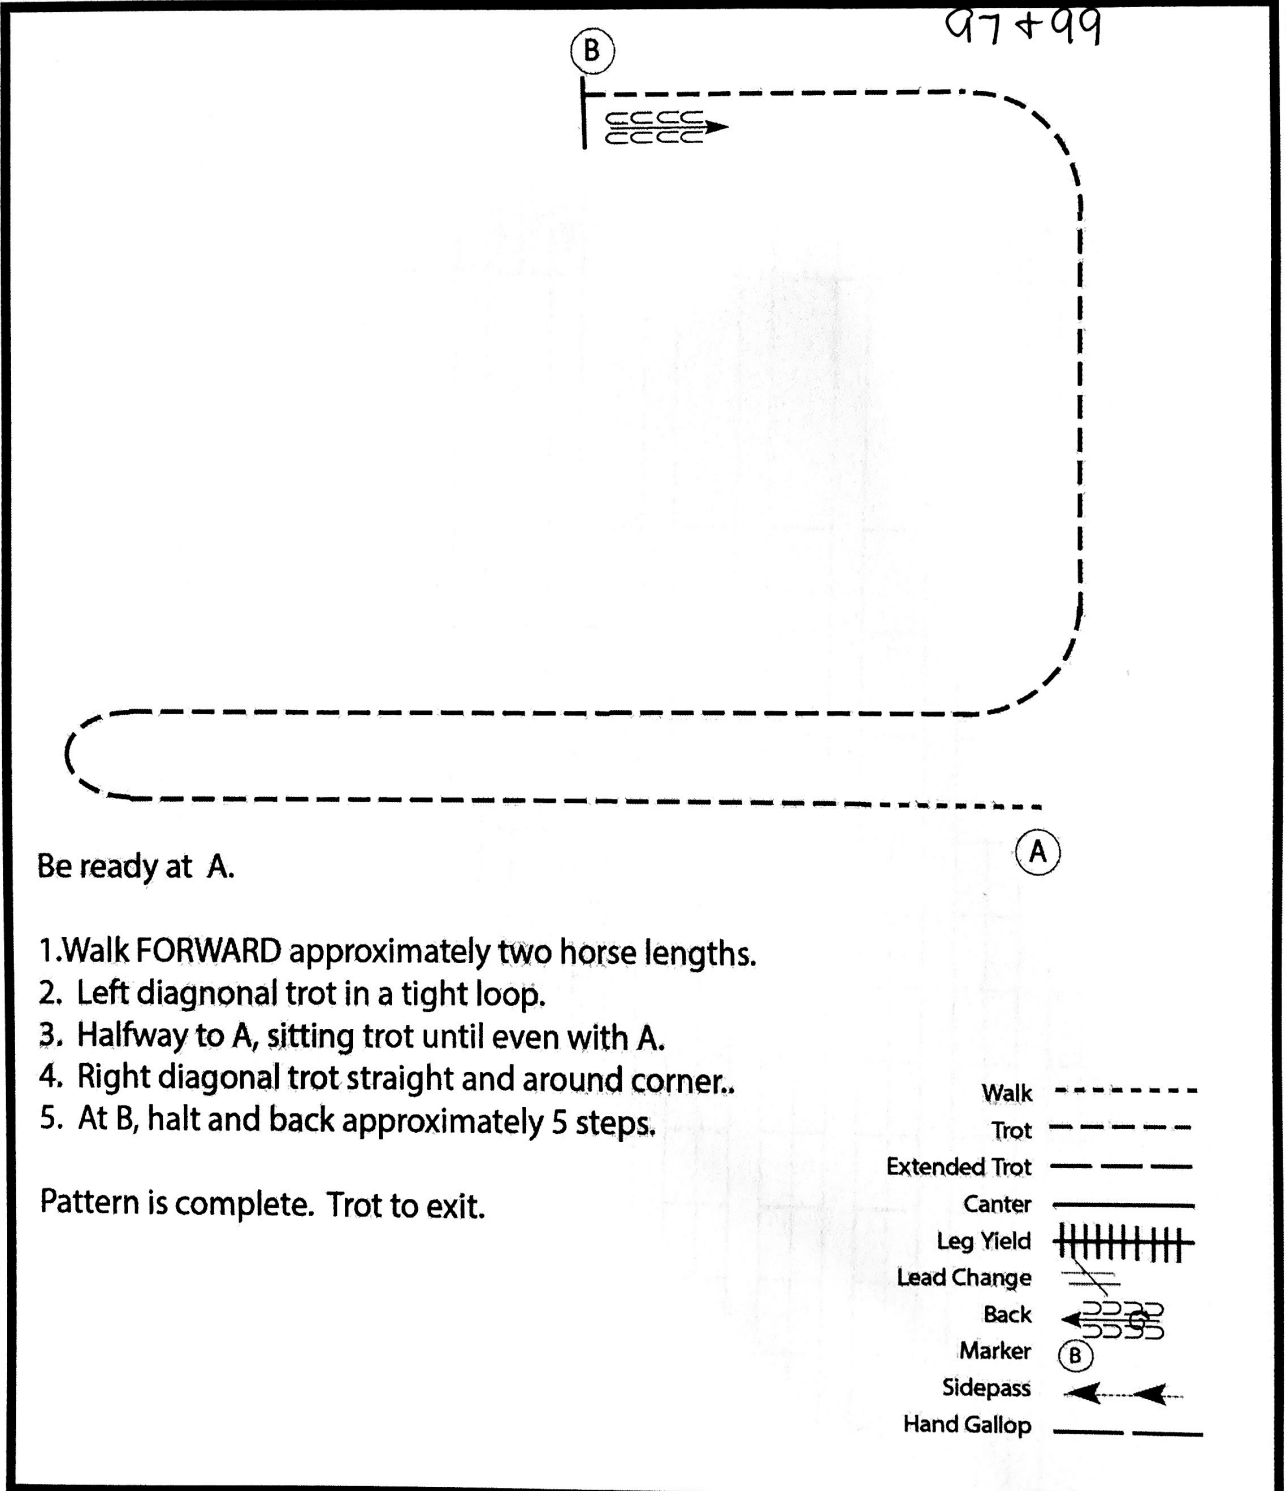 97 + 99
B
A
Be ready at A.
1.Walk FORWARD approximately two horse lengths.
2. Left diagnonal trot in a tight loop.
3. Halfway to A, sitting trot until even with A.
4. Right diagonal trot straight and around corner..
5. At B, halt and back approximately 5 steps.
Pattern is complete. Trot to exit.
Walk
Trot
Extended Trot
Canter
Leg Yield
Lead Change
Back
Marker B
Sidepass
Hand Gallop